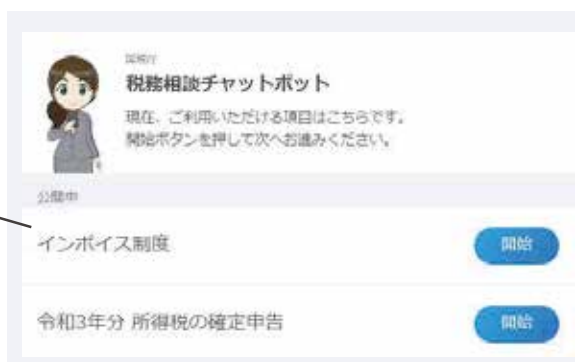 国税庁
税務相談チャットボット
現在、ご利用いただける項目はこちらです。
開始ボタンを押して次へお進みください。
公開中
インボイス制度
開始
令和3年分 所得税の確定申告
開始